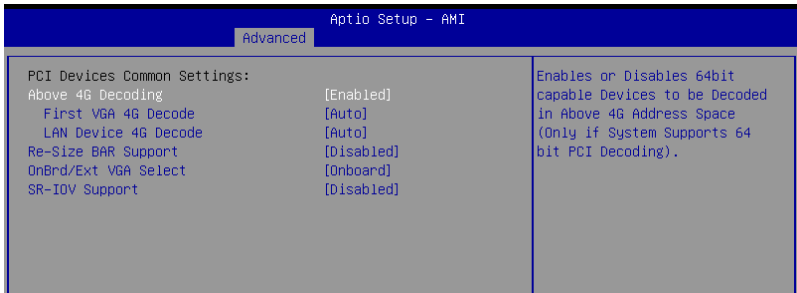 Aptio Setup – AMI
Advanced
PCI Devices Common Settings:
Above 4G Decoding [Enabled]
First VGA 4G Decode [Auto]
LAN Device 4G Decode [Auto]
Re-Size BAR Support [Disabled]
OnBrd/Ext VGA Select [Onboard]
SR-IOV Support [Disabled]
Enables or Disables 64bit
capable Devices to be Decoded
in Above 4G Address Space
(Only if System Supports 64
bit PCI Decoding).